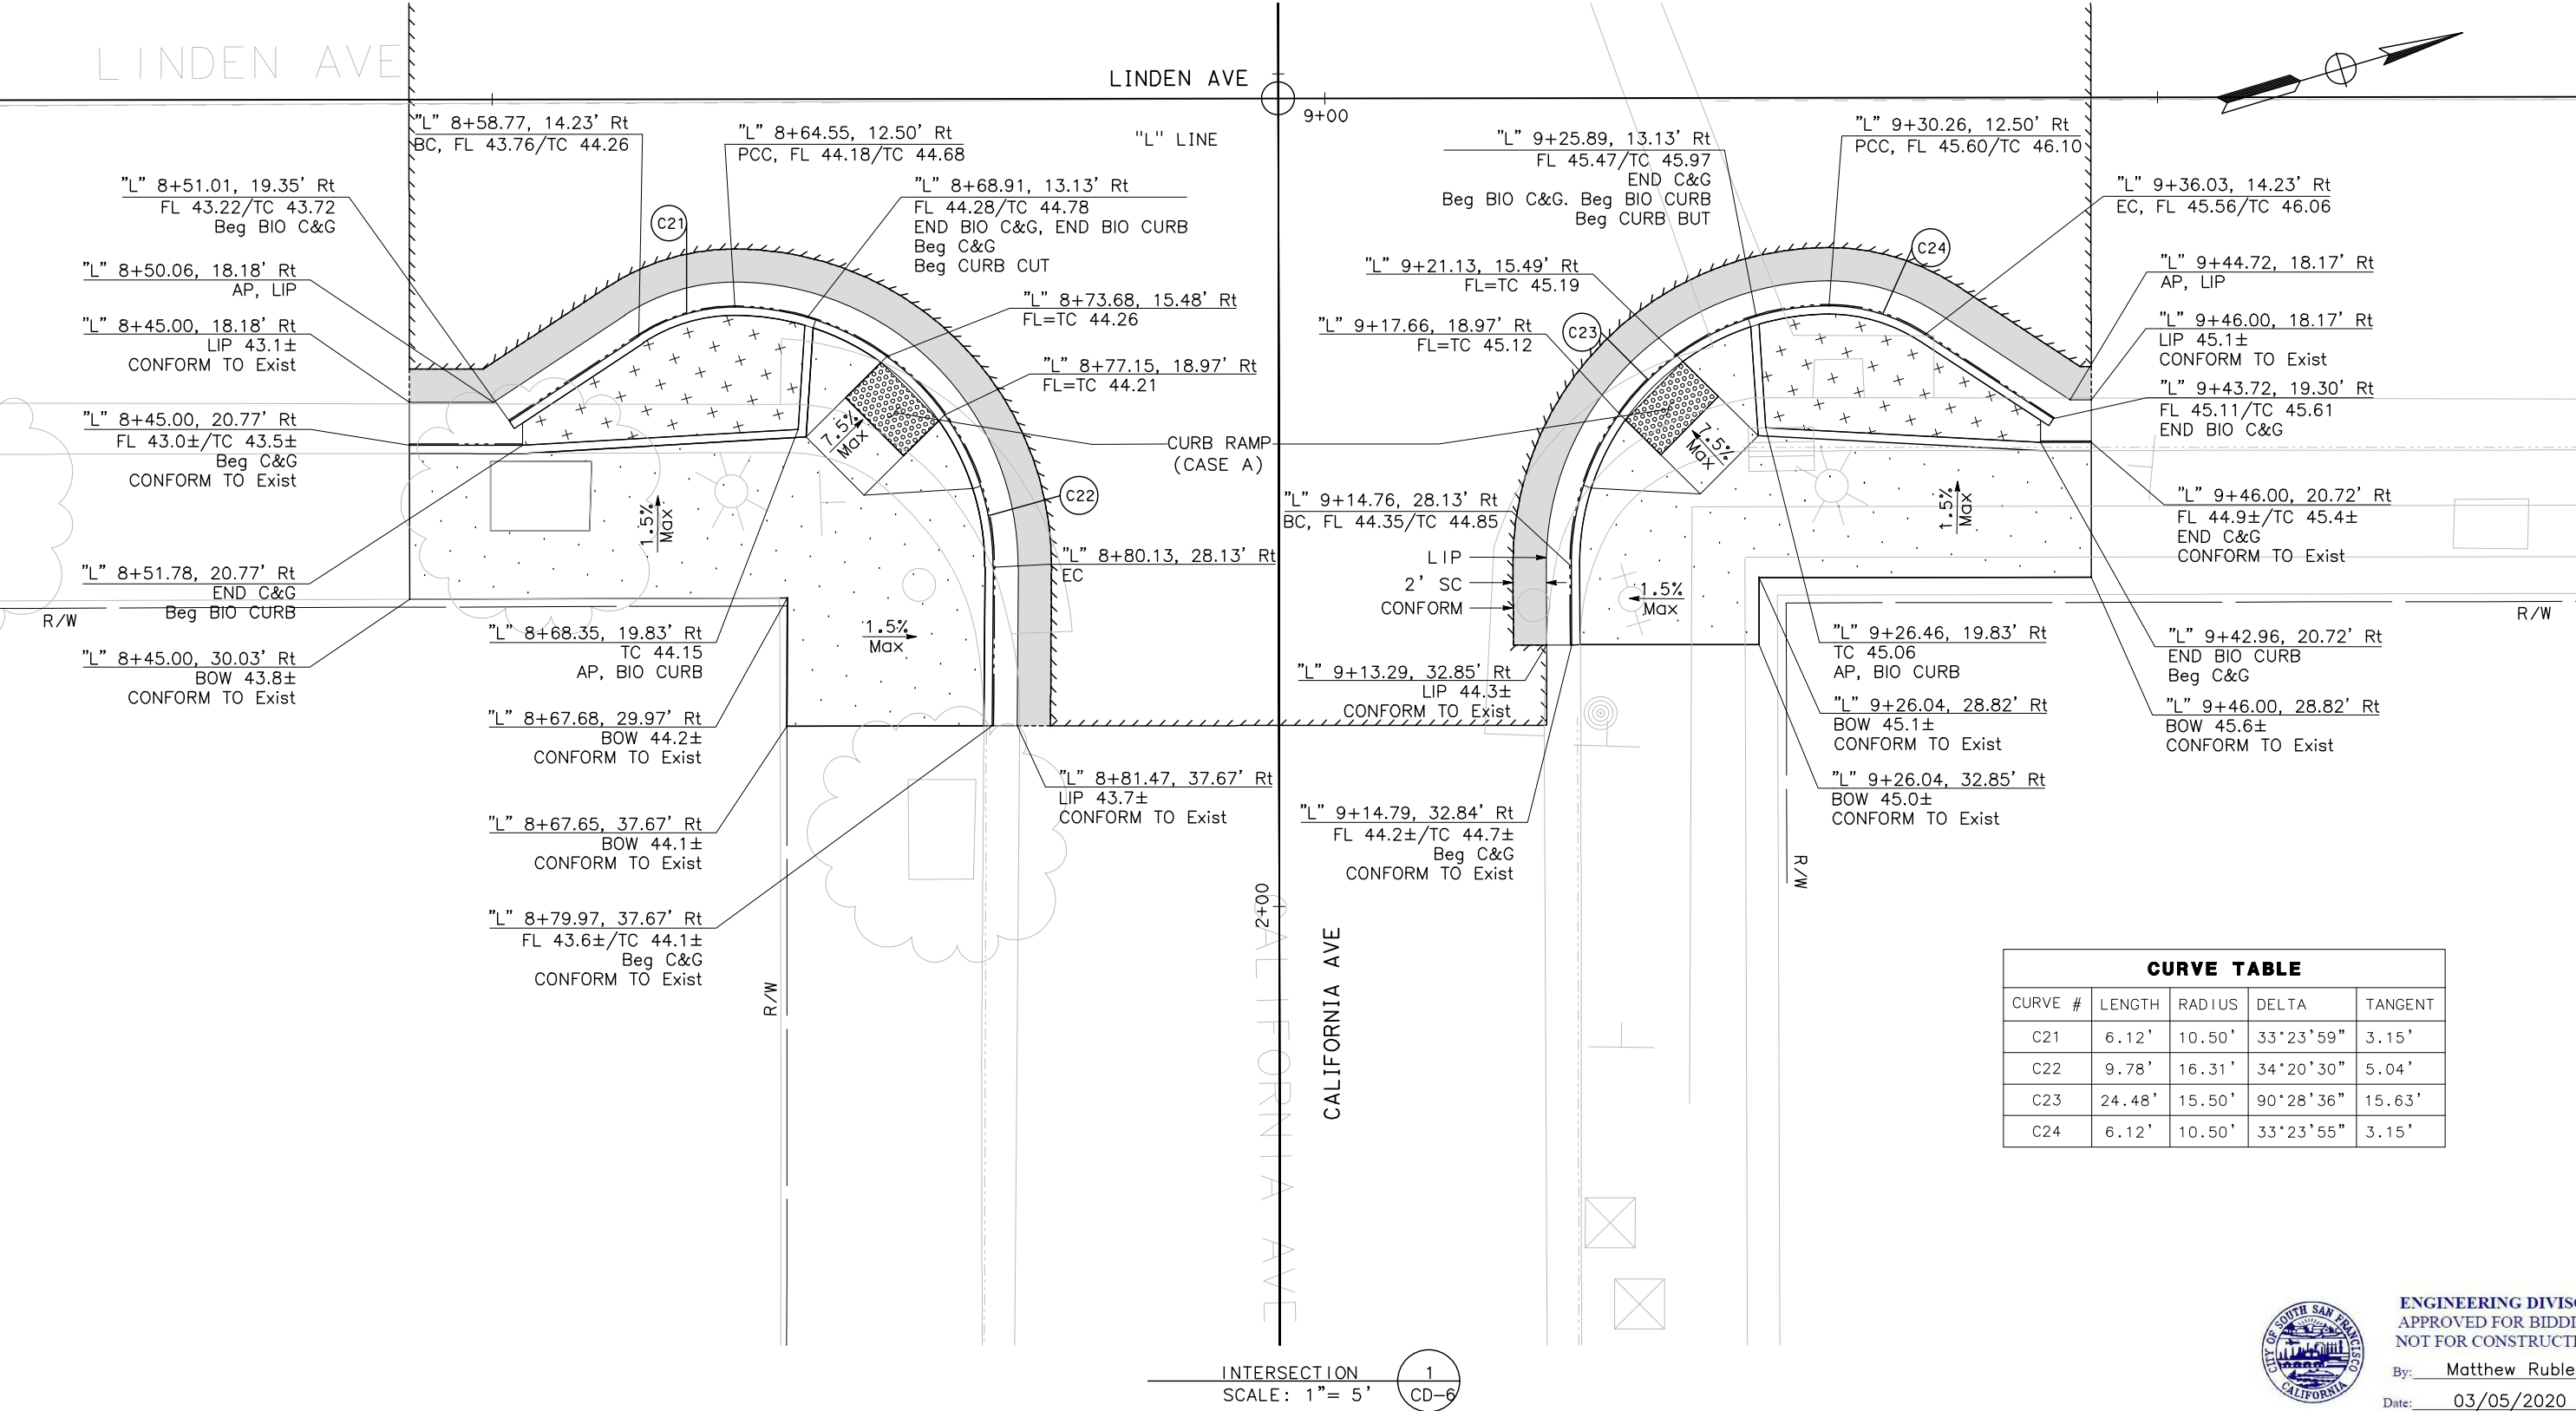 LINDEN AVE
LINDEN AVE
9+00
"L" LINE
"L" 8+58.77, 14.23' Rt
BC, FL 43.76/TC 44.26
"L" 8+64.55, 12.50' Rt
PCC, FL 44.18/TC 44.68
"L" 8+51.01, 19.35' Rt
FL 43.22/TC 43.72
Beg BIO C&G
"L" 8+68.91, 13.13' Rt
FL 44.28/TC 44.78
END BIO C&G, END BIO CURB
Beg C&G
Beg CURB CUT
C21
"L" 8+50.06, 18.18' Rt
AP, LIP
"L" 8+73.68, 15.48' Rt
FL=TC 44.26
"L" 8+45.00, 18.18' Rt
LIP 43.1±
CONFORM TO Exist
"L" 8+77.15, 18.97' Rt
FL=TC 44.21
"L" 8+45.00, 20.77' Rt
FL 43.0±/TC 43.5±
Beg C&G
CONFORM TO Exist
7.5%
Max
CURB RAMP
(CASE A)
C22
1.5%
Max
"L" 8+80.13, 28.13' Rt
EC
"L" 8+51.78, 20.77' Rt
END C&G
Beg BIO CURB
R/W
1.5%
Max
"L" 8+45.00, 30.03' Rt
BOW 43.8±
CONFORM TO Exist
"L" 8+68.35, 19.83' Rt
TC 44.15
AP, BIO CURB
"L" 8+67.68, 29.97' Rt
BOW 44.2±
CONFORM TO Exist
"L" 8+81.47, 37.67' Rt
LIP 43.7±
CONFORM TO Exist
"L" 8+67.65, 37.67' Rt
BOW 44.1±
CONFORM TO Exist
"L" 8+79.97, 37.67' Rt
FL 43.6±/TC 44.1±
Beg C&G
CONFORM TO Exist
R/W
"L" 9+25.89, 13.13' Rt
FL 45.47/TC 45.97
END C&G
Beg BIO C&G. Beg BIO CURB
Beg CURB BUT
"L" 9+30.26, 12.50' Rt
PCC, FL 45.60/TC 46.10
"L" 9+36.03, 14.23' Rt
EC, FL 45.56/TC 46.06
C24
"L" 9+21.13, 15.49' Rt
FL=TC 45.19
"L" 9+44.72, 18.17' Rt
AP, LIP
"L" 9+17.66, 18.97' Rt
FL=TC 45.12
C23
"L" 9+46.00, 18.17' Rt
LIP 45.1±
CONFORM TO Exist
"L" 9+43.72, 19.30' Rt
FL 45.11/TC 45.61
END BIO C&G
7.5%
Max
"L" 9+14.76, 28.13' Rt
BC, FL 44.35/TC 44.85
1.5%
Max
"L" 9+46.00, 20.72' Rt
FL 44.9±/TC 45.4±
END C&G
CONFORM TO Exist
LIP
2' SC
CONFORM
1.5%
Max
R/W
"L" 9+26.46, 19.83' Rt
TC 45.06
AP, BIO CURB
"L" 9+42.96, 20.72' Rt
END BIO CURB
Beg C&G
"L" 9+13.29, 32.85' Rt
LIP 44.3±
CONFORM TO Exist
"L" 9+26.04, 28.82' Rt
BOW 45.1±
CONFORM TO Exist
"L" 9+46.00, 28.82' Rt
BOW 45.6±
CONFORM TO Exist
"L" 9+26.04, 32.85' Rt
BOW 45.0±
CONFORM TO Exist
"L" 9+14.79, 32.84' Rt
FL 44.2±/TC 44.7±
Beg C&G
CONFORM TO Exist
R/W
2+00
CALIFORNIA AVE
ALIFORNIA AVE
CURVE TABLE
CURVE # LENGTH RADIUS DELTA TANGENT
C21 6.12' 10.50' 33°23'59" 3.15'
C22 9.78' 16.31' 34°20'30" 5.04'
C23 24.48' 15.50' 90°28'36" 15.63'
C24 6.12' 10.50' 33°23'55" 3.15'
INTERSECTION
SCALE: 1"= 5'
1
CD-6
CITY OF SOUTH SAN FRANCISCO
CALIFORNIA
ENGINEERING DIVIS
APPROVED FOR BIDD
NOT FOR CONSTRUCT
By: Matthew Ruble
Date: 03/05/2020